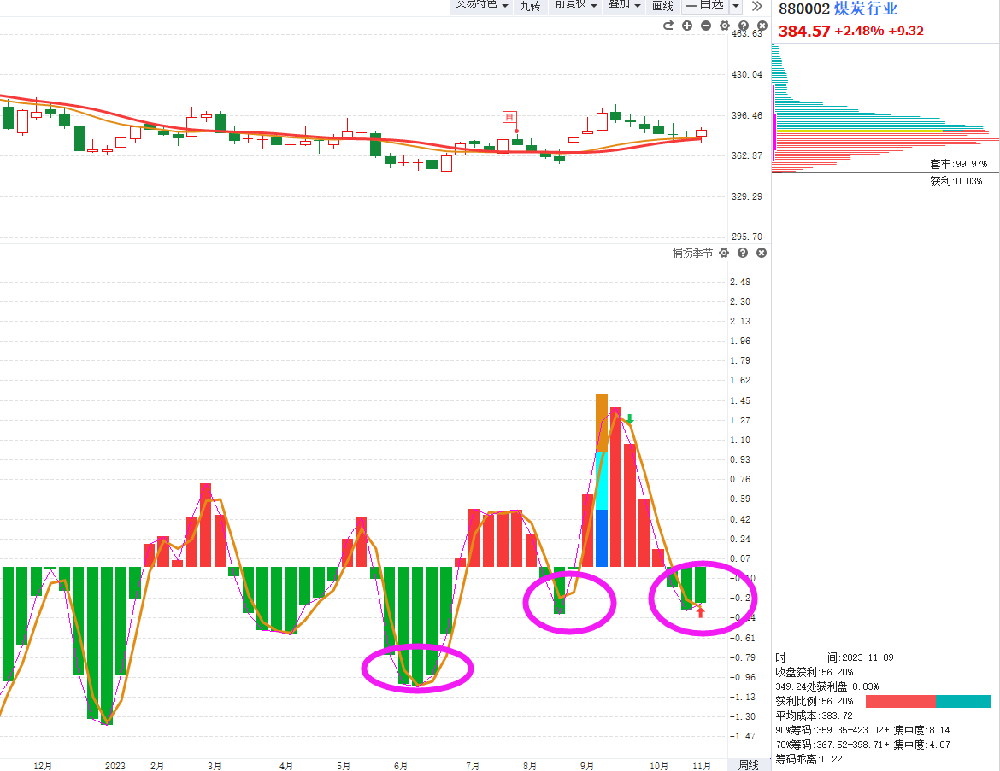 交易特色 九转 前复权 叠加 画线 一 自选
880002 煤炭行业
384.57 +2.48% +9.32
463.63
430.04
396.46
362.87
329.29
295.70
自
套牢:99.97%
获利:0.03%
捕捞季节
2.48
2.30
2.13
1.96
1.79
1.62
1.45
1.27
1.10
0.93
0.76
0.59
0.42
0.24
0.07
-0.61
-0.79
-0.96
-1.13
-1.30
-1.47
时 间:2023-11-09
收盘获利:56.20%
349.24处获利盘:0.03%
获利比例:56.20%
平均成本:383.72
90%筹码:359.35-423.02+ 集中度:8.14
70%筹码:367.52-398.71+ 集中度:4.07
筹码乖离:0.22
12月 2023 2月 3月 4月 5月 6月 7月 8月 9月 10月 11月 周线